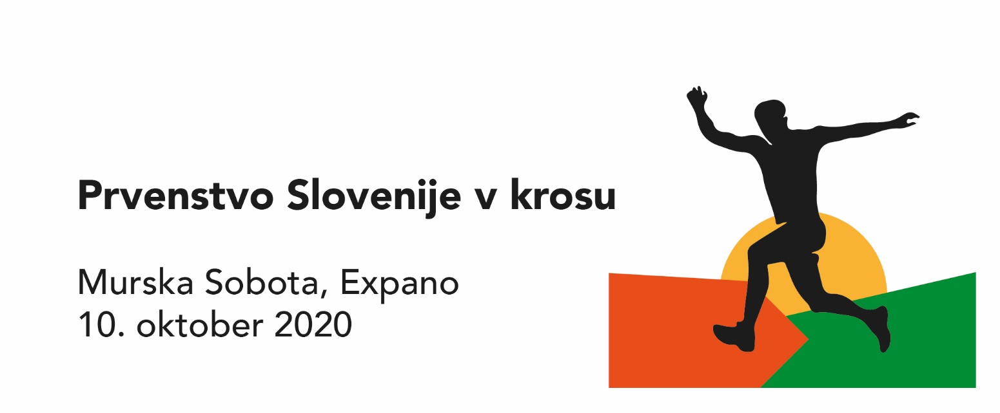 Prvenstvo Slovenije v krosu
Murska Sobota, Expano
10. oktober 2020